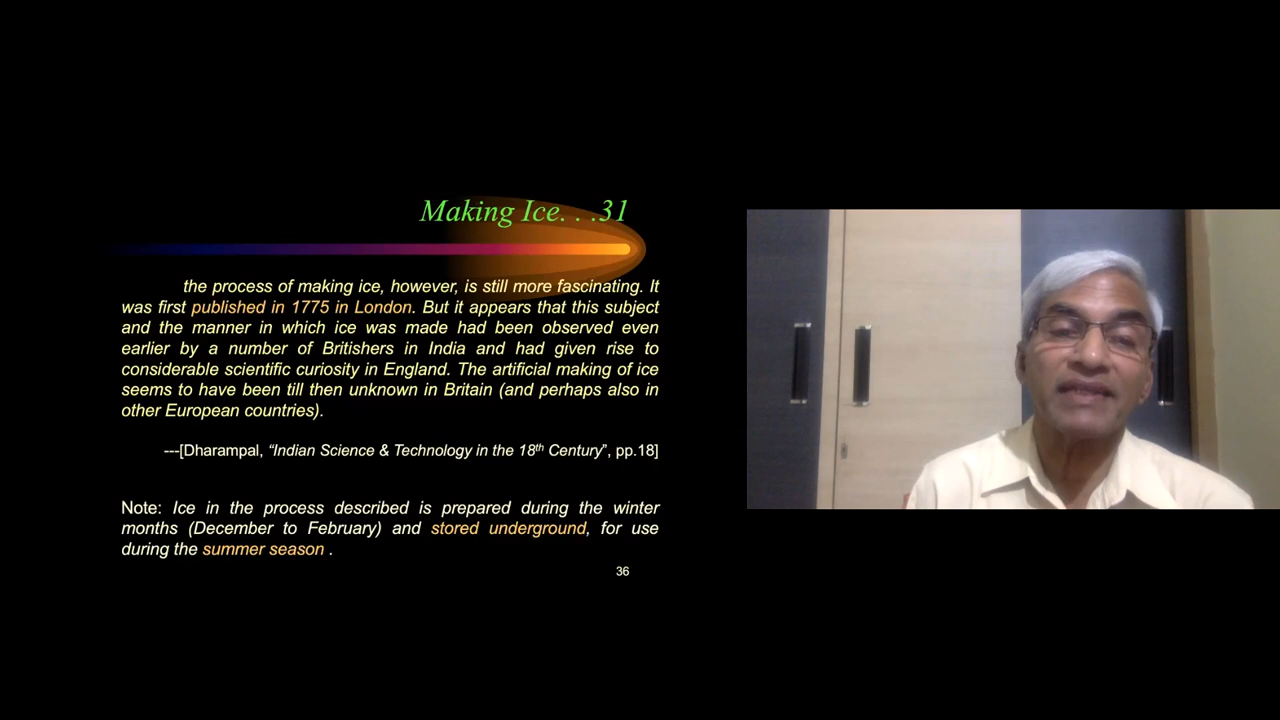 Making Ice. . .31
the process of making ice, however, is still more fascinating. It
was first published in 1775 in London. But it appears that this subject
and the manner in which ice was made had been observed even
earlier by a number of Britishers in India and had given rise to
considerable scientific curiosity in England. The artificial making of ice
seems to have been till then unknown in Britain (and perhaps also in
other European countries).
---[Dharampal, “Indian Science & Technology in the 18th Century”, pp.18]
Note: Ice in the process described is prepared during the winter
months (December to February) and stored underground, for use
during the summer season .
36